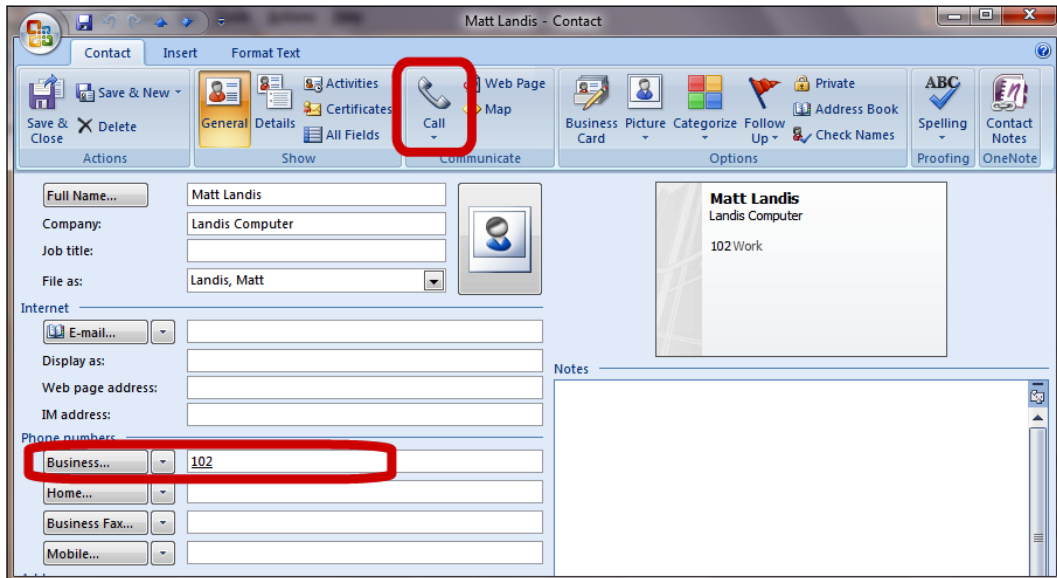 Matt Landis - Contact
Contact Insert Format Text
Save & Close
Save & New
Delete
Actions
General
Details
Activities
Certificates
All Fields
Show
Call
Web Page
Map
Communicate
Business Card
Picture
Categorize
Follow Up
Private
Address Book
Check Names
Options
ABC
Spelling
Proofing
Contact Notes
OneNote
Full Name... Matt Landis
Company: Landis Computer
Job title:
File as: Landis, Matt
Matt Landis
Landis Computer
102 Work
Internet
E-mail...
Display as:
Web page address:
IM address:
Notes
Phone numbers
Business... 102
Home...
Business Fax...
Mobile...